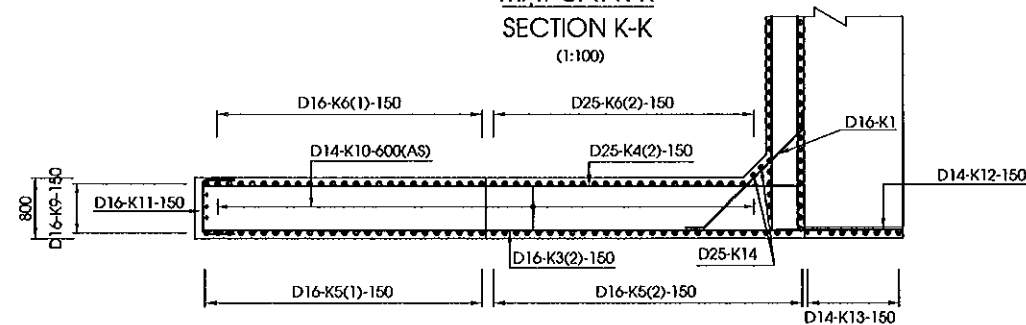 SECTION K-K
(1:100)
D16-K6(1)-150
D25-K6(2)-150
D16-K1
D14-K10-600(AS)
D25-K4(2)-150
D14-K12-150
800
D16-K9-150
D16-K11-150
D16-K3(2)-150
D25-K14
D16-K5(1)-150
D16-K5(2)-150
D14-K13-150